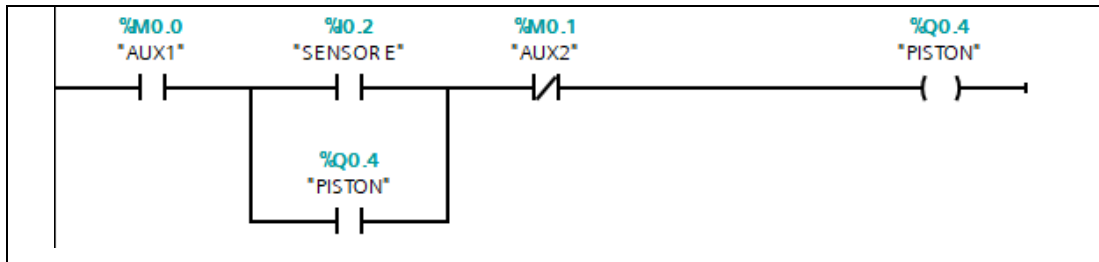 %M0.0 %I0.2 %M0.1 %Q0.4
"AUX1" "SENSOR E" "AUX2" "PISTON"
%Q0.4
"PISTON"